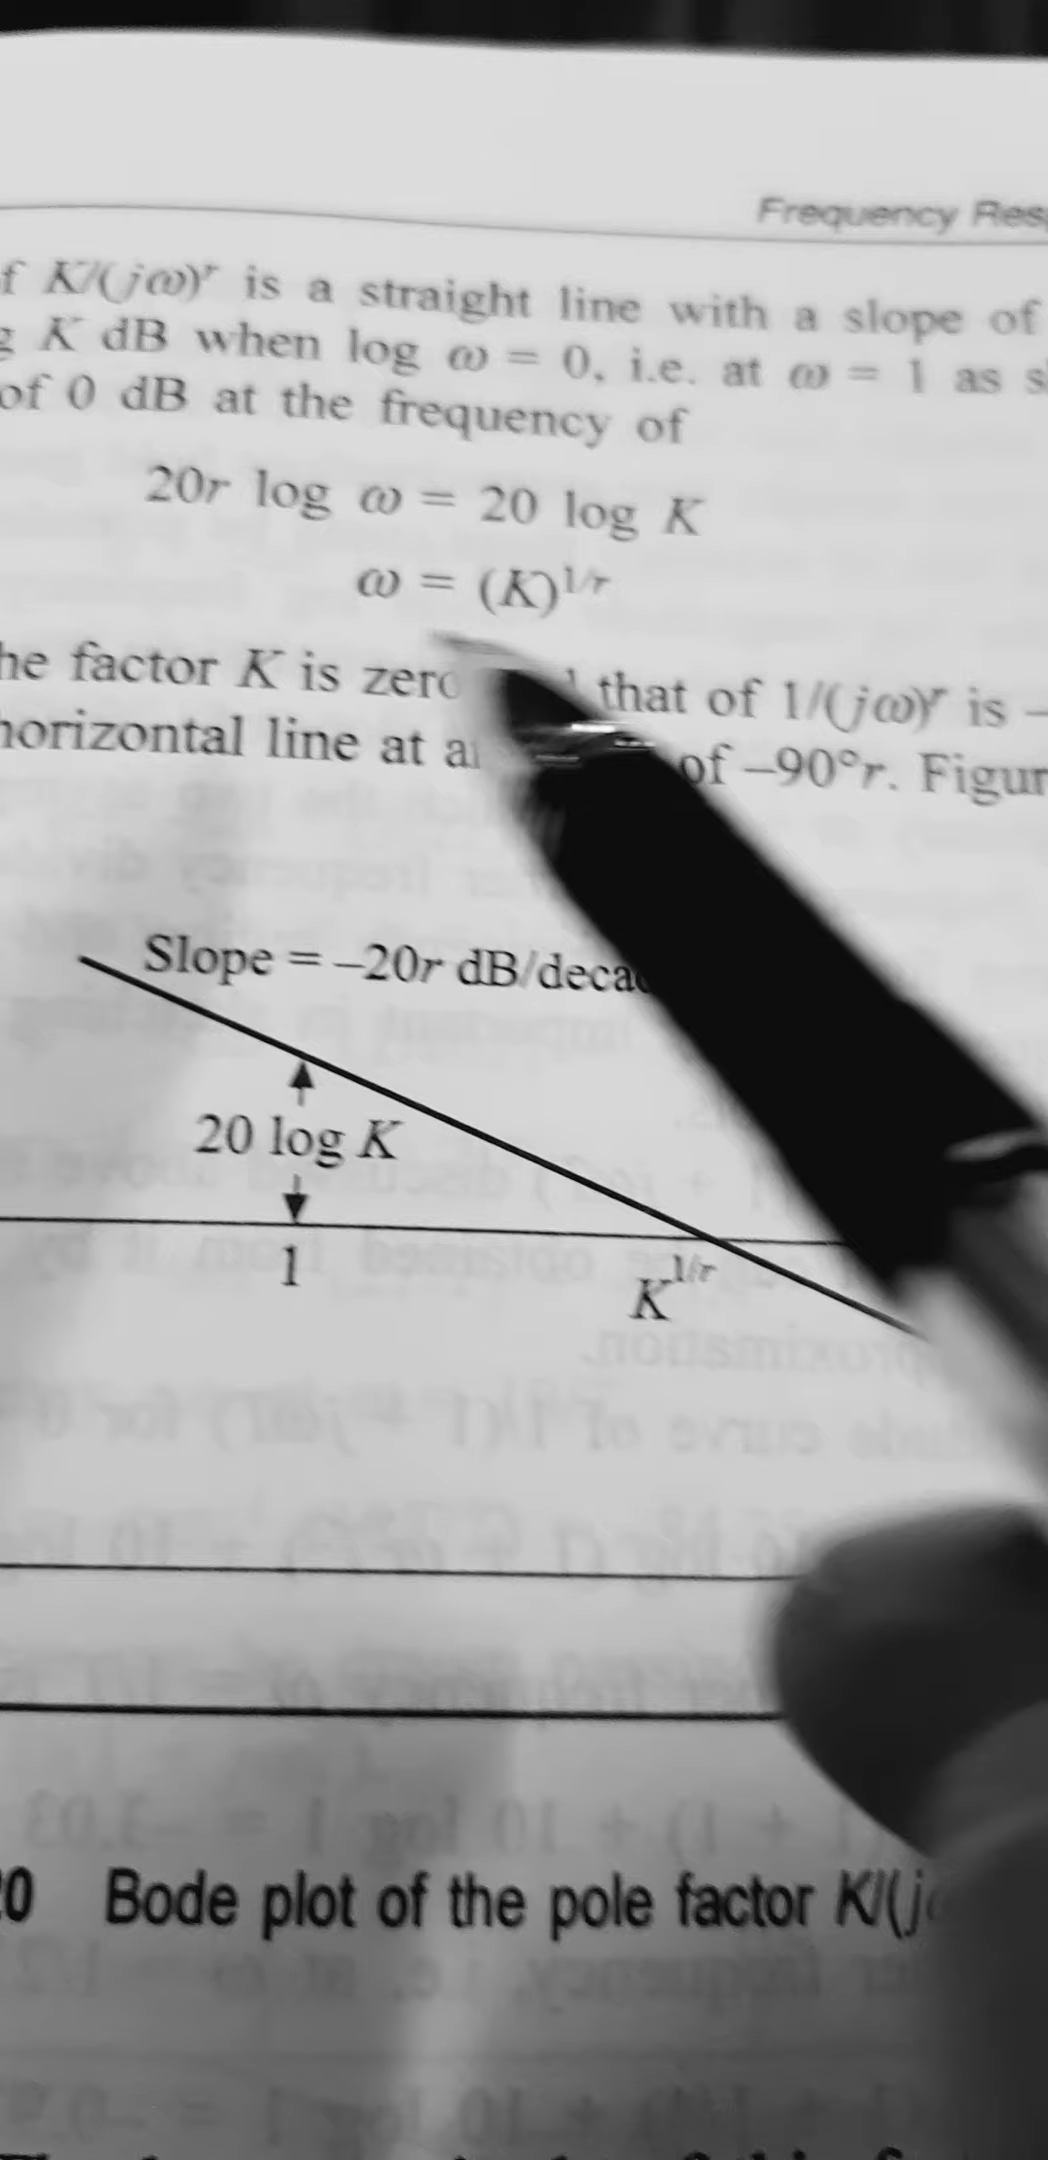 Frequency Res
f K/(jω)^r is a straight line with a slope of
g K dB when log ω = 0, i.e. at ω = 1 as s
of 0 dB at the frequency of
20r log ω = 20 log K
ω = (K)^1/r
he factor K is zero that of 1/(jω)^r is –
horizontal line at a of –90°r. Figur
Slope = –20r dB/deca
20 log K
1
K^1/r
20 Bode plot of the pole factor K/(j